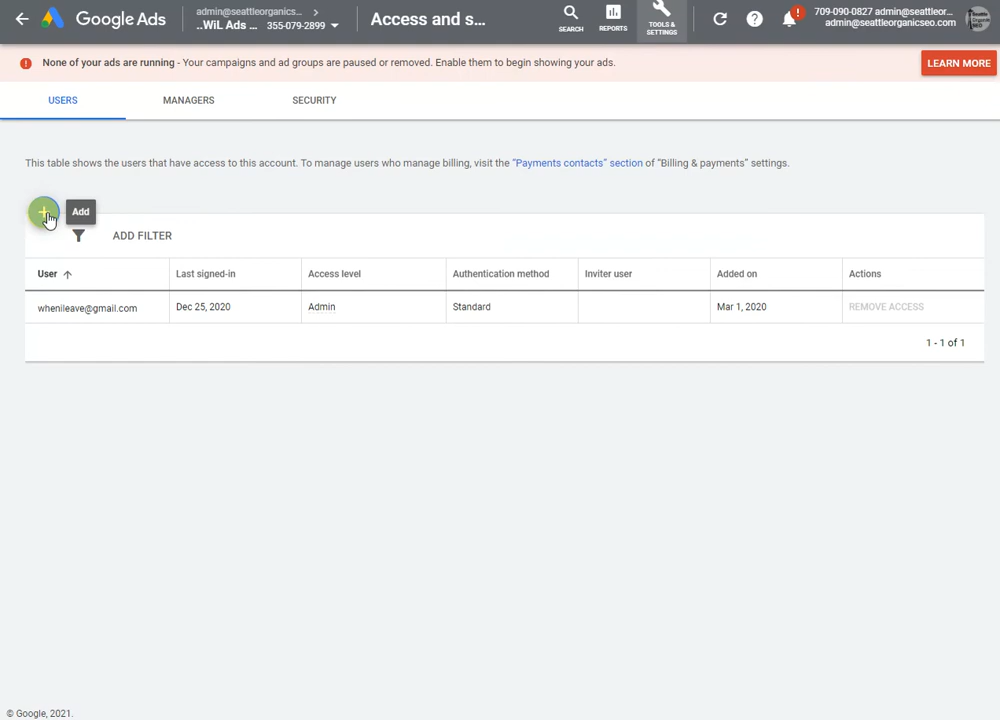 Google Ads
admin@seattleorganics...
..WiL Ads ... 355-079-2899
Access and s...
SEARCH
REPORTS
TOOLS & SETTINGS
709-090-0827 admin@seattleor...
admin@seattleorganicseo.com
None of your ads are running - Your campaigns and ad groups are paused or removed. Enable them to begin showing your ads.
LEARN MORE
USERS MANAGERS SECURITY
This table shows the users that have access to this account. To manage users who manage billing, visit the "Payments contacts" section of "Billing & payments" settings.
Add
ADD FILTER
User Last signed-in Access level Authentication method Inviter user Added on Actions
whenileave@gmail.com Dec 25, 2020 Admin Standard Mar 1, 2020 REMOVE ACCESS
1 - 1 of 1
© Google, 2021.